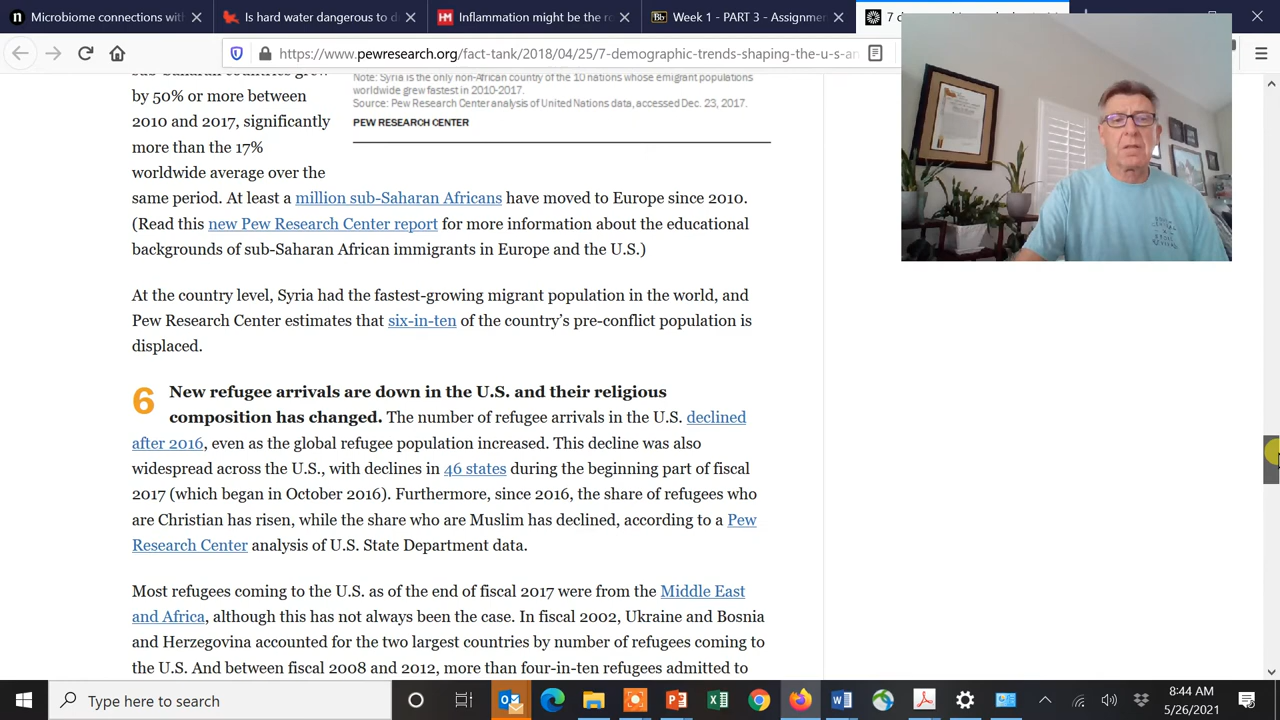 Microbiome connections wit
Is hard water dangerous to d
Inflammation might be the ro
Week 1 - PART 3 - Assignmen
7 d
https://www.pewresearch.org/fact-tank/2018/04/25/7-demographic-trends-shaping-the-u-s-an
sub-Saharan countries grew
by 50% or more between
2010 and 2017, significantly
more than the 17%
worldwide average over the
same period. At least a million sub-Saharan Africans have moved to Europe since 2010.
(Read this new Pew Research Center report for more information about the educational
backgrounds of sub-Saharan African immigrants in Europe and the U.S.)
Note: Syria is the only non-African country of the 10 nations whose emigrant populations
worldwide grew fastest in 2010-2017.
Source: Pew Research Center analysis of United Nations data, accessed Dec. 23, 2017.
PEW RESEARCH CENTER
At the country level, Syria had the fastest-growing migrant population in the world, and
Pew Research Center estimates that six-in-ten of the country’s pre-conflict population is
displaced.
6 New refugee arrivals are down in the U.S. and their religious
composition has changed. The number of refugee arrivals in the U.S. declined
after 2016, even as the global refugee population increased. This decline was also
widespread across the U.S., with declines in 46 states during the beginning part of fiscal
2017 (which began in October 2016). Furthermore, since 2016, the share of refugees who
are Christian has risen, while the share who are Muslim has declined, according to a Pew
Research Center analysis of U.S. State Department data.
Most refugees coming to the U.S. as of the end of fiscal 2017 were from the Middle East
and Africa, although this has not always been the case. In fiscal 2002, Ukraine and Bosnia
and Herzegovina accounted for the two largest countries by number of refugees coming to
the U.S. And between fiscal 2008 and 2012, more than four-in-ten refugees admitted to
Type here to search
8:44 AM
5/26/2021